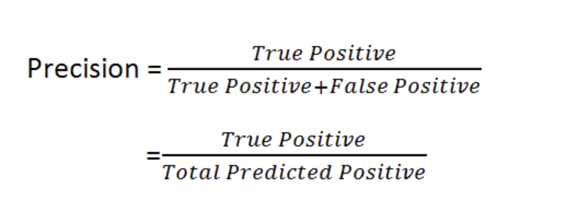 Precision = True Positive / True Positive+False Positive
= True Positive / Total Predicted Positive